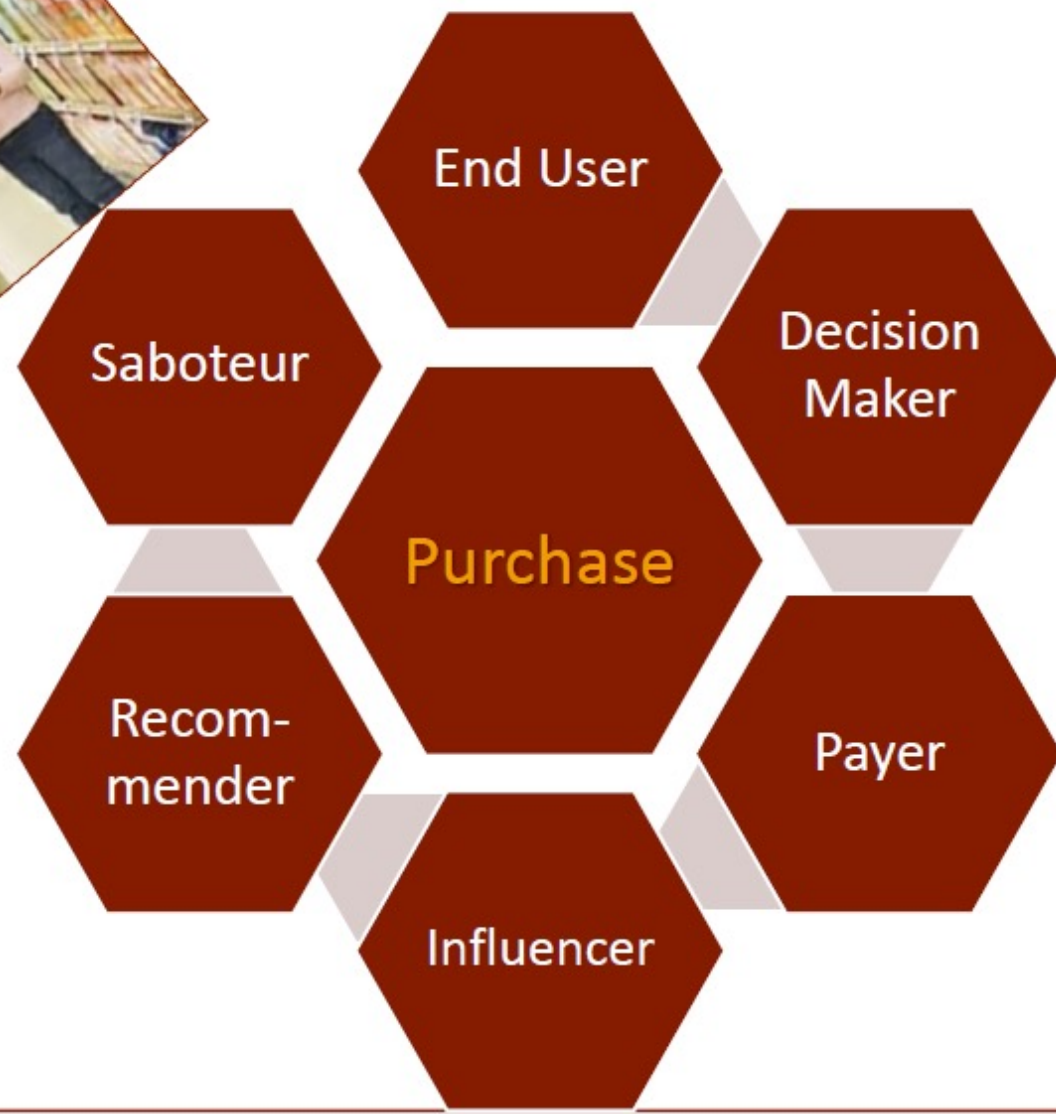 End User
Decision
Maker
Payer
Influencer
Recom-
mender
Saboteur
Purchase